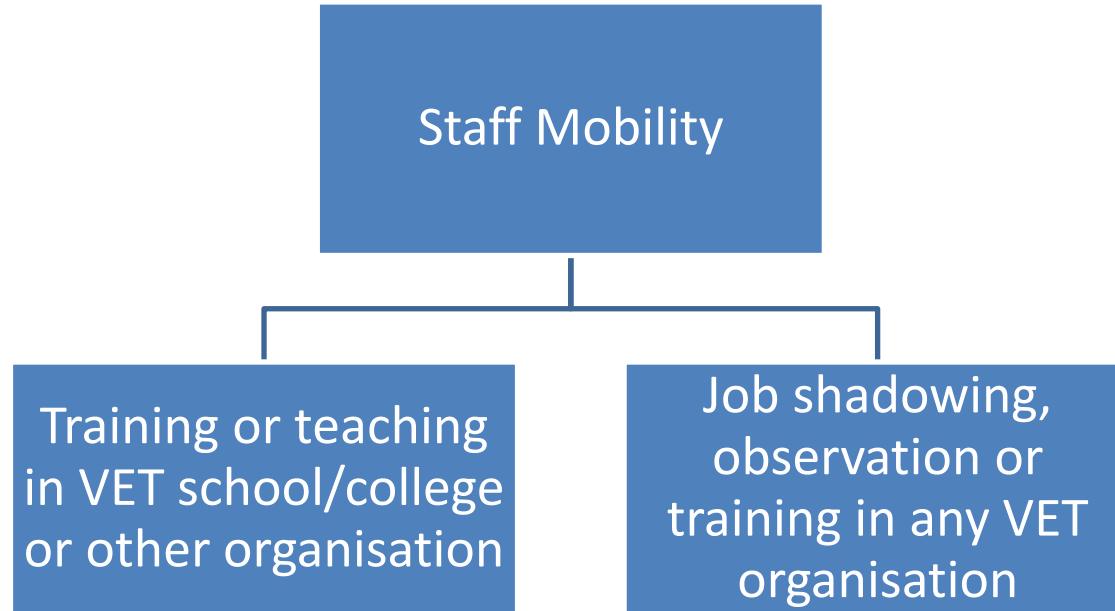 Staff Mobility
Training or teaching
in VET school/college
or other organisation
Job shadowing,
observation or
training in any VET
organisation